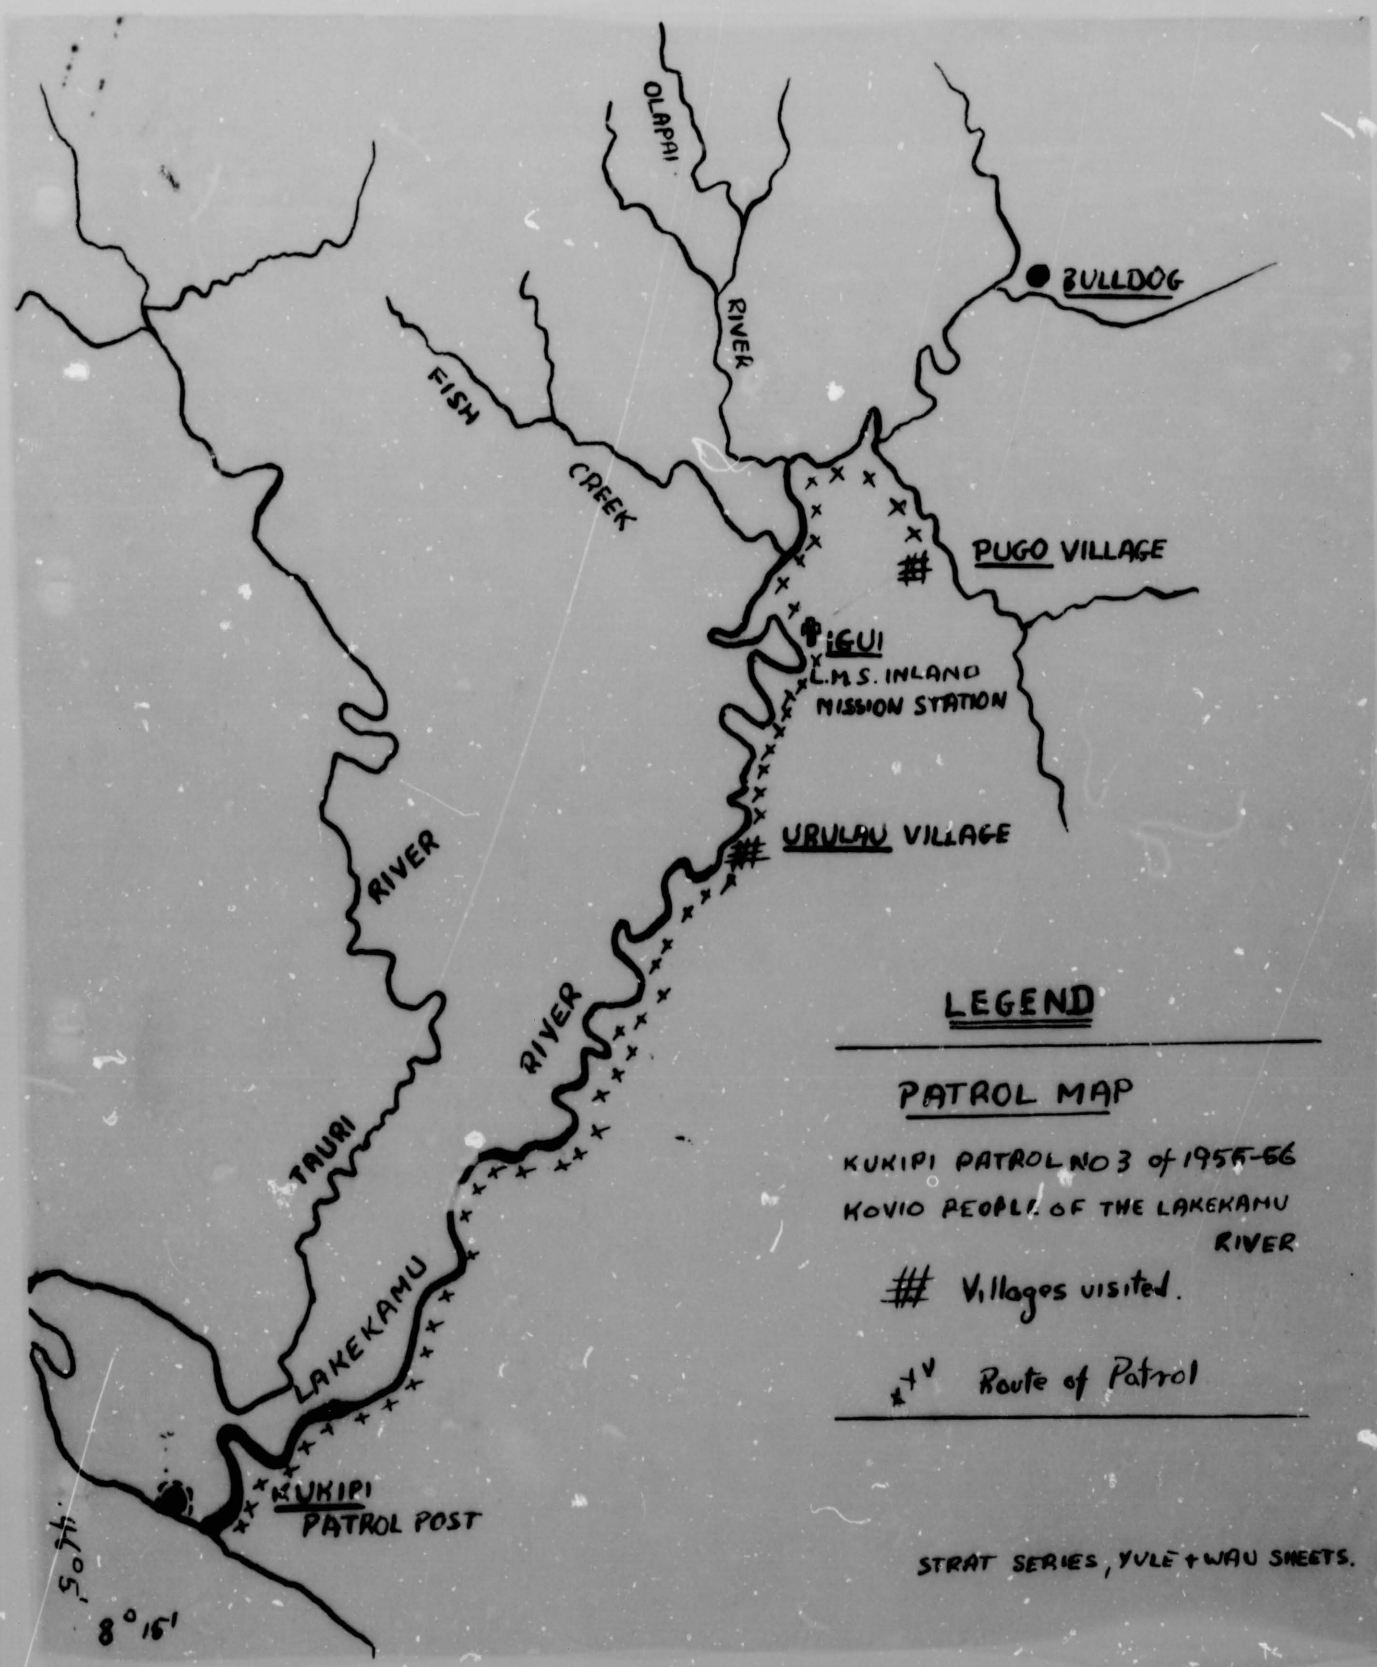 OLAPAI
RIVER
BULLDOG
FISH
CREEK
PUGO VILLAGE
IGUI
L.M.S. INLAND
MISSION STATION
URULAU VILLAGE
RIVER
TAURI
RIVER
LAKEKAMU
KUKIPI
PATROL POST
8° 15'
LEGEND
PATROL MAP
KUKIPI PATROL NO 3 of 1955-56
KOVIO PEOPLE OF THE LAKEKAMU
RIVER
Villages visited.
Route of Patrol
STRAT SERIES, YULE + WAU SHEETS.